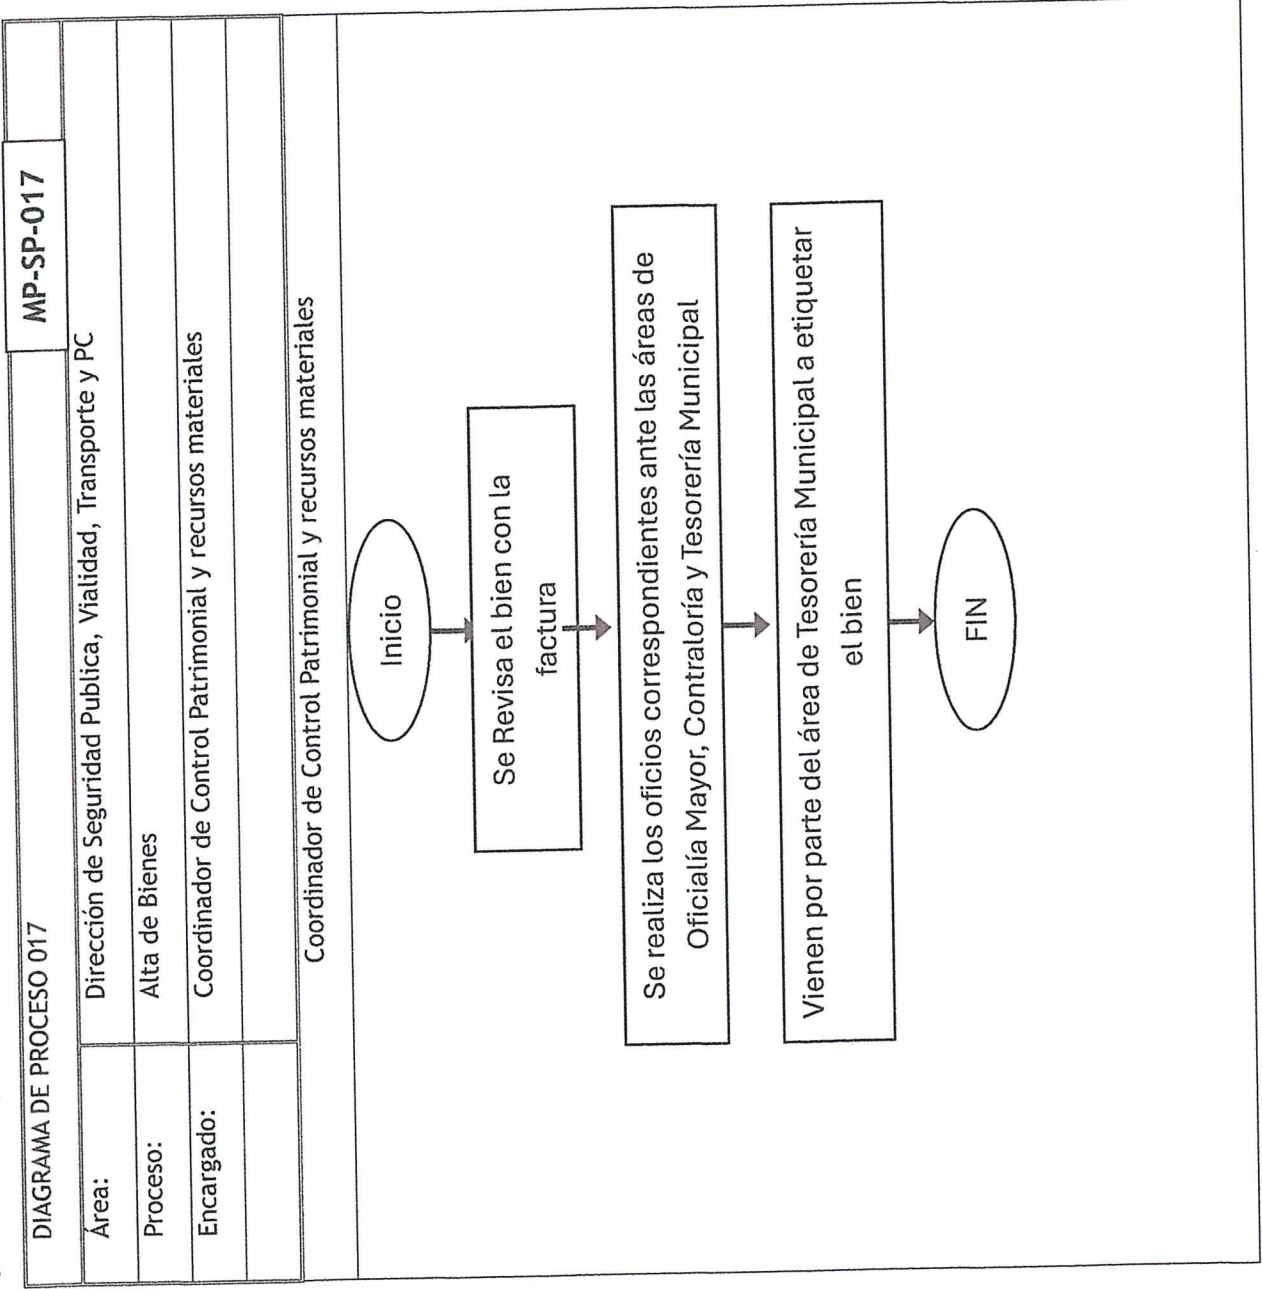 DIAGRAMA DE PROCESO 017
MP-SP-017
Área:
Dirección de Seguridad Publica, Vialidad, Transporte y PC
Proceso:
Alta de Bienes
Encargado:
Coordinador de Control Patrimonial y recursos materiales
Coordinador de Control Patrimonial y recursos materiales
Inicio
Se Revisa el bien con la
factura
Se realiza los oficios correspondientes ante las áreas de
Oficialía Mayor, Contraloría y Tesorería Municipal
Vienen por parte del área de Tesorería Municipal a etiquetar
el bien
FIN